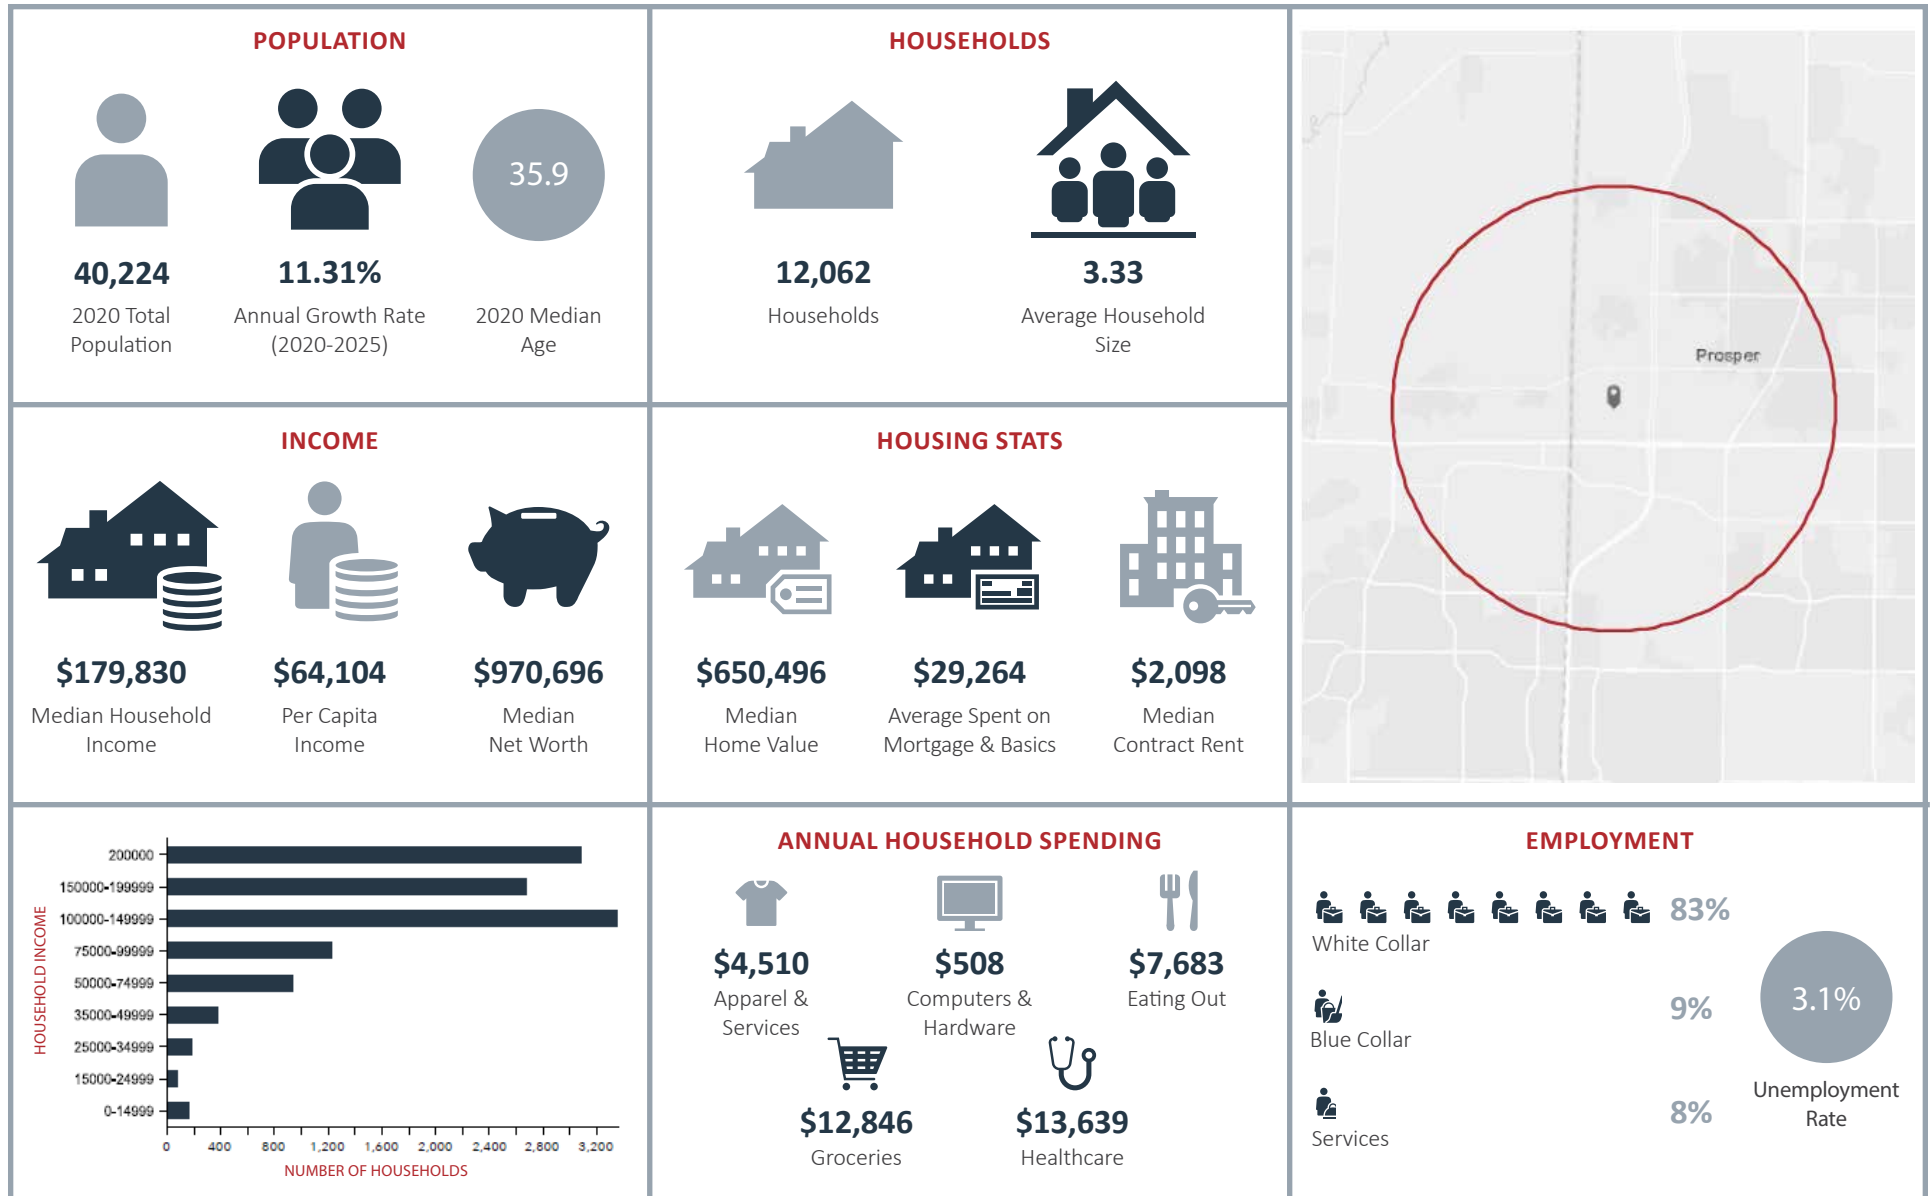 POPULATION
35.9
40,224
2020 Total
Population
11.31%
Annual Growth Rate
(2020-2025)
2020 Median
Age
HOUSEHOLDS
12,062
Households
3.33
Average Household
Size
Prosper
INCOME
$179,830
Median Household
Income
$64,104
Per Capita
Income
$970,696
Median
Net Worth
HOUSING STATS
$650,496
Median
Home Value
$29,264
Average Spent on
Mortgage & Basics
$2,098
Median
Contract Rent
HOUSEHOLD INCOME
200000
150000-199999
100000-149999
75000-99999
50000-74999
35000-49999
25000-34999
15000-24999
0-14999
0 400 800 1,200 1,600 2,000 2,400 2,800 3,200
NUMBER OF HOUSEHOLDS
ANNUAL HOUSEHOLD SPENDING
$4,510
Apparel &
Services
$508
Computers &
Hardware
$7,683
Eating Out
$12,846
Groceries
$13,639
Healthcare
EMPLOYMENT
83%
White Collar
9%
Blue Collar
8%
Services
3.1%
Unemployment
Rate